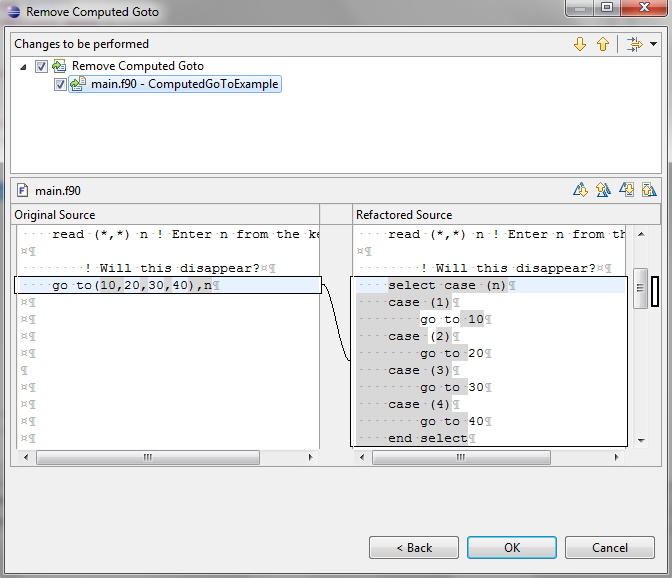 Remove Computed Goto
Changes to be performed
Remove Computed Goto
main.f90 - ComputedGoToExample
main.f90
Original Source
Refactored Source
read (*,*) n ! Enter n from the ke
! Will this disappear?
go to(10,20,30,40),n
read (*,*) n ! Enter n from th
! Will this disappear?
select case (n)
case (1)
go to 10
case (2)
go to 20
case (3)
go to 30
case (4)
go to 40
end select
< Back
OK
Cancel